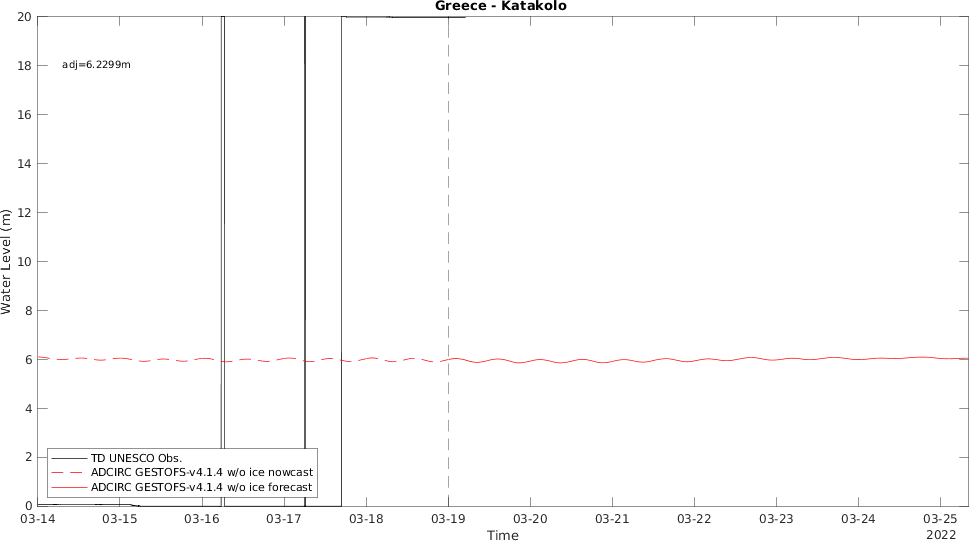 Greece - Katakolo
adj=6.2299m
Water Level (m)
20
18
16
14
12
10
8
6
4
2
0
TD UNESCO Obs.
ADCIRC GESTOFS-v4.1.4 w/o ice nowcast
ADCIRC GESTOFS-v4.1.4 w/o ice forecast
03-14 03-15 03-16 03-17 03-18 03-19 03-20 03-21 03-22 03-23 03-24 03-25
Time
2022